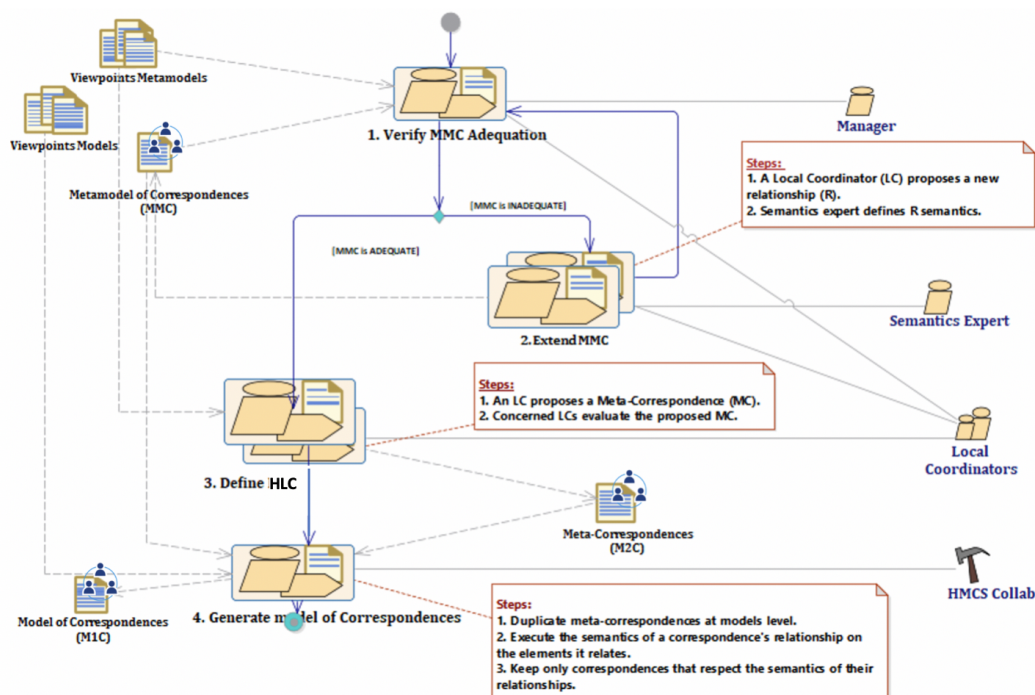 Viewpoints Metamodels
Viewpoints Models
1. Verify MMC Adequation
Manager
Metamodel of Correspondences
(MMC)
Steps:
1. A Local Coordinator (LC) proposes a new
relationship (R).
2. Semantics expert defines R semantics.
[MMC is INADEQUATE]
[MMC is ADEQUATE]
Semantics Expert
2. Extend MMC
Steps:
1. An LC proposes a Meta-Correspondence (MC).
2. Concerned LCs evaluate the proposed MC.
Local
Coordinators
3. Define HLC
Meta-Correspondences
(M2C)
HMCS Collab
Model of Correspondences
(M1C)
4. Generate model of Correspondences
Steps:
1. Duplicate meta-correspondences at models level.
2. Execute the semantics of a correspondence's relationship on
the elements it relates.
3. Keep only correspondences that respect the semantics of their
relationships.